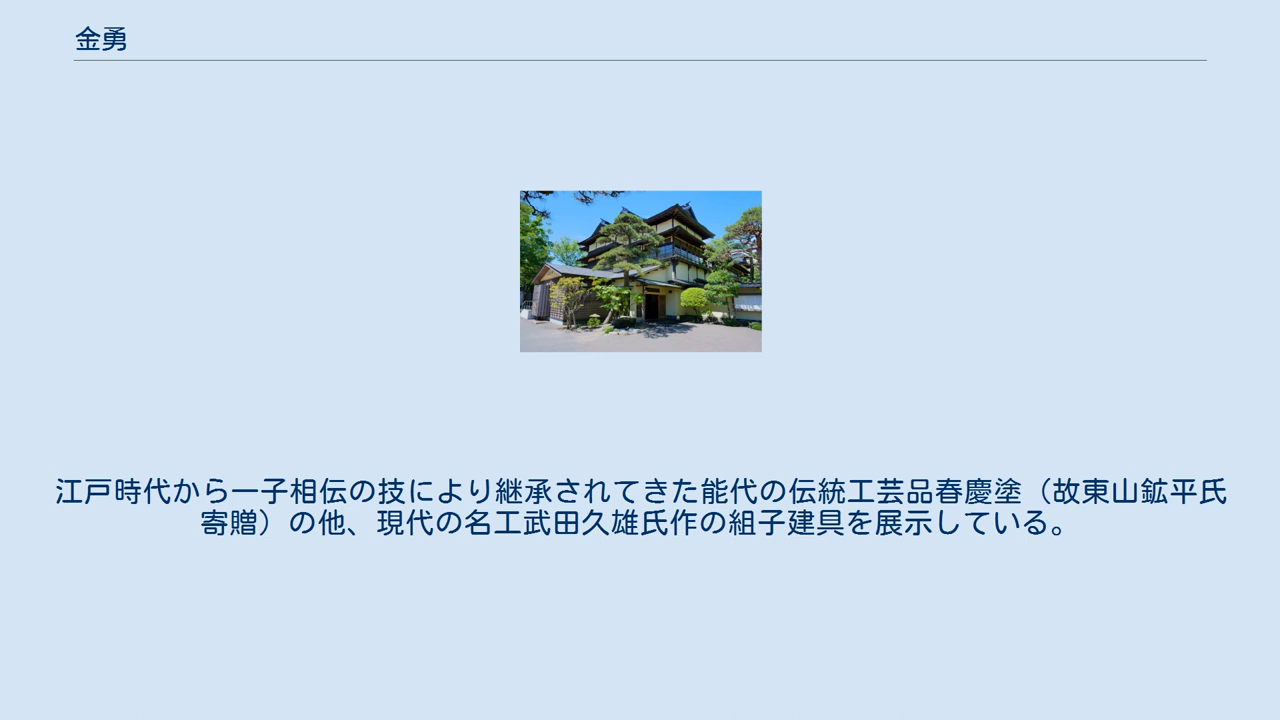 金勇
江戸時代から一子相伝の技により継承されてきた能代の伝統工芸品春慶塗（故東山鉱平氏
寄贈）の他、現代の名工武田久雄氏作の組子建具を展示している。